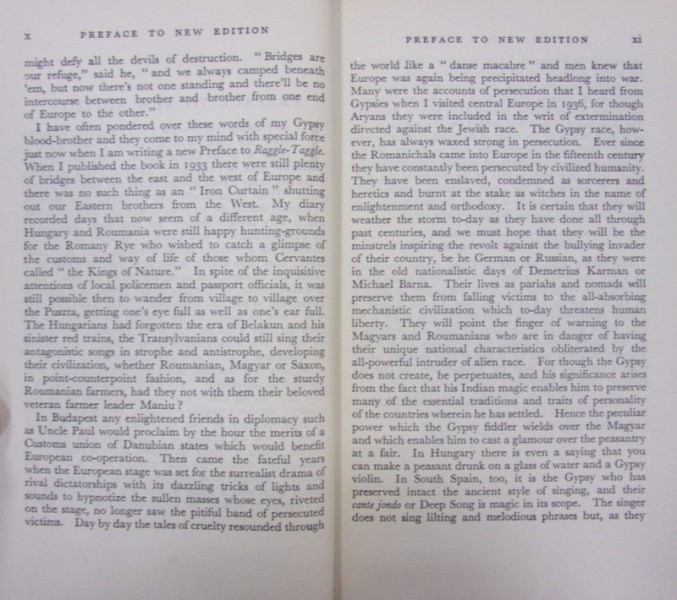 x PREFACE TO NEW EDITION
might defy all the devils of destruction. “ Bridges are
our refuge,” said he, “ and we always camped beneath
’em, but now there’s not one standing and there’ll be no
intercourse between brother and brother from one end
of Europe to the other.”
I have often pondered over these words of my Gypsy
blood-brother and they come to my mind with special force
just now when I am writing a new Preface to Raggle-Taggle.
When I published the book in 1933 there were still plenty
of bridges between the east and the west of Europe and
there was no such thing as an “ Iron Curtain ” shutting
out our Eastern brothers from the West. My diary
recorded days that now seem of a different age, when
Hungary and Roumania were still happy hunting-grounds
for the Romany Rye who wished to catch a glimpse of
the customs and way of life of those whom Cervantes
called “ the Kings of Nature.” In spite of the inquisitive
attentions of local policemen and passport officials, it was
still possible then to wander from village to village over
the Puszta, getting one’s eye full as well as one’s ear full.
The Hungarians had forgotten the era of Belakun and his
sinister red trains, the Transylvanians could still sing their
antagonistic songs in strophe and antistrophe, developing
their civilization, whether Roumanian, Magyar or Saxon,
in point-counterpoint fashion, and as for the sturdy
Roumanian farmers, had they not with them their beloved
veteran farmer leader Maniu ?
In Budapest any enlightened friends in diplomacy such
as Uncle Paul would proclaim by the hour the merits of a
Customs union of Danubian states which would benefit
European co-operation. Then came the fateful years
when the European stage was set for the surrealist drama of
rival dictatorships with its dazzling tricks of lights and
sounds to hypnotize the sullen masses whose eyes, riveted
on the stage, no longer saw the pitiful band of persecuted
victims. Day by day the tales of cruelty resounded through
PREFACE TO NEW EDITION xi
the world like a “ danse macabre ” and men knew that
Europe was again being precipitated headlong into war.
Many were the accounts of persecution that I heard from
Gypsies when I visited central Europe in 1936, for though
Aryans they were included in the writ of extermination
directed against the Jewish race. The Gypsy race, how-
ever, has always waxed strong in persecution. Ever since
the Romanichals came into Europe in the fifteenth century
they have constantly been persecuted by civilized humanity.
They have been enslaved, condemned as sorcerers and
heretics and burnt at the stake as witches in the name of
enlightenment and orthodoxy. It is certain that they will
weather the storm to-day as they have done all through
past centuries, and we must hope that they will be the
minstrels inspiring the revolt against the bullying invader
of their country, be he German or Russian, as they were
in the old nationalistic days of Demetrius Karman or
Michael Barna. Their lives as pariahs and nomads will
preserve them from falling victims to the all-absorbing
mechanistic civilization which to-day threatens human
liberty. They will point the finger of warning to the
Magyars and Roumanians who are in danger of having
their unique national characteristics obliterated by the
all-powerful intruder of alien race. For though the Gypsy
does not create, he perpetuates, and his significance arises
from the fact that his Indian magic enables him to preserve
many of the essential traditions and traits of personality
of the countries wherein he has settled. Hence the peculiar
power which the Gypsy fiddler wields over the Magyar
and which enables him to cast a glamour over the peasantry
at a fair. In Hungary there is even a saying that you
can make a peasant drunk on a glass of water and a Gypsy
violin. In South Spain, too, it is the Gypsy who has
preserved intact the ancient style of singing, and their
cante jondo or Deep Song is magic in its scope. The singer
does not sing lilting and melodious phrases but, as they